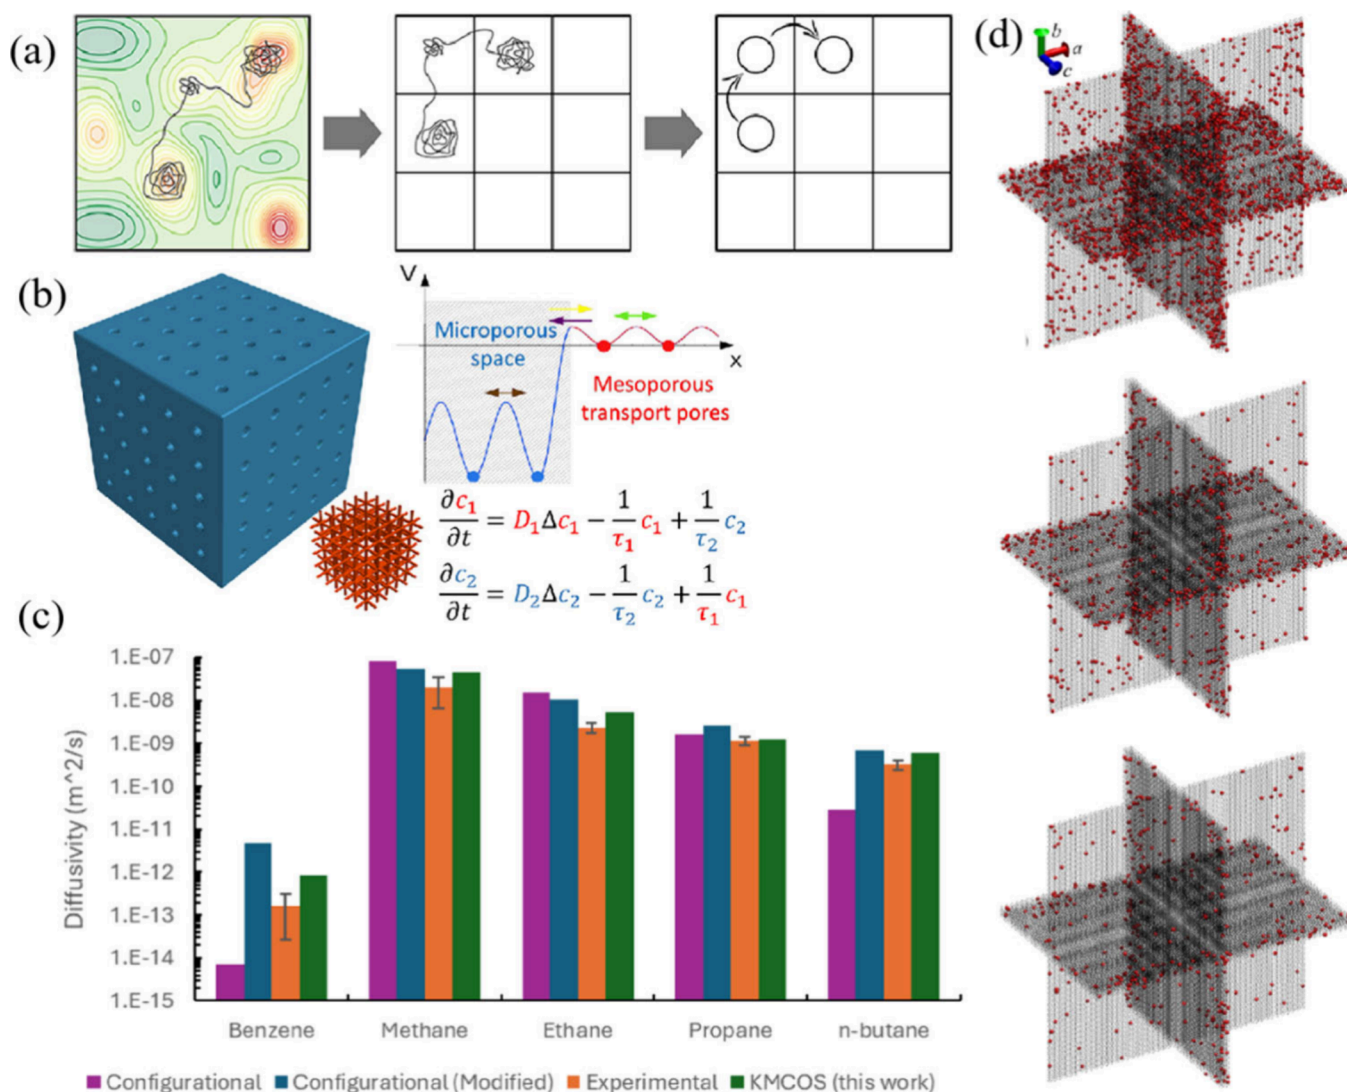 (a)
(b)
V
Microporous
space
x
Mesoporous
transport pores
∂c₁/∂t = D₁Δc₁ − 1/τ₁ c₁ + 1/τ₂ c₂
∂c₂/∂t = D₂Δc₂ − 1/τ₂ c₂ + 1/τ₁ c₁
(c)
Diffusivity (m^2/s)
1.E-07
1.E-08
1.E-09
1.E-10
1.E-11
1.E-12
1.E-13
1.E-14
1.E-15
Benzene Methane Ethane Propane n-butane
Configurational Configurational (Modified) Experimental KMCOS (this work)
(d)
b
a
c